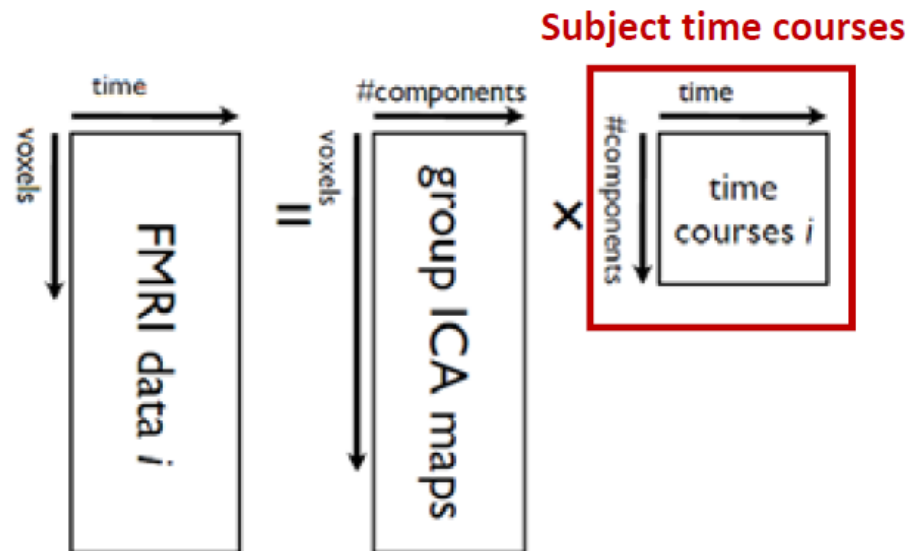 Subject time courses
time
voxels
FMRI data i
=
#components
voxels
group ICA maps
×
time
#components
time
courses i